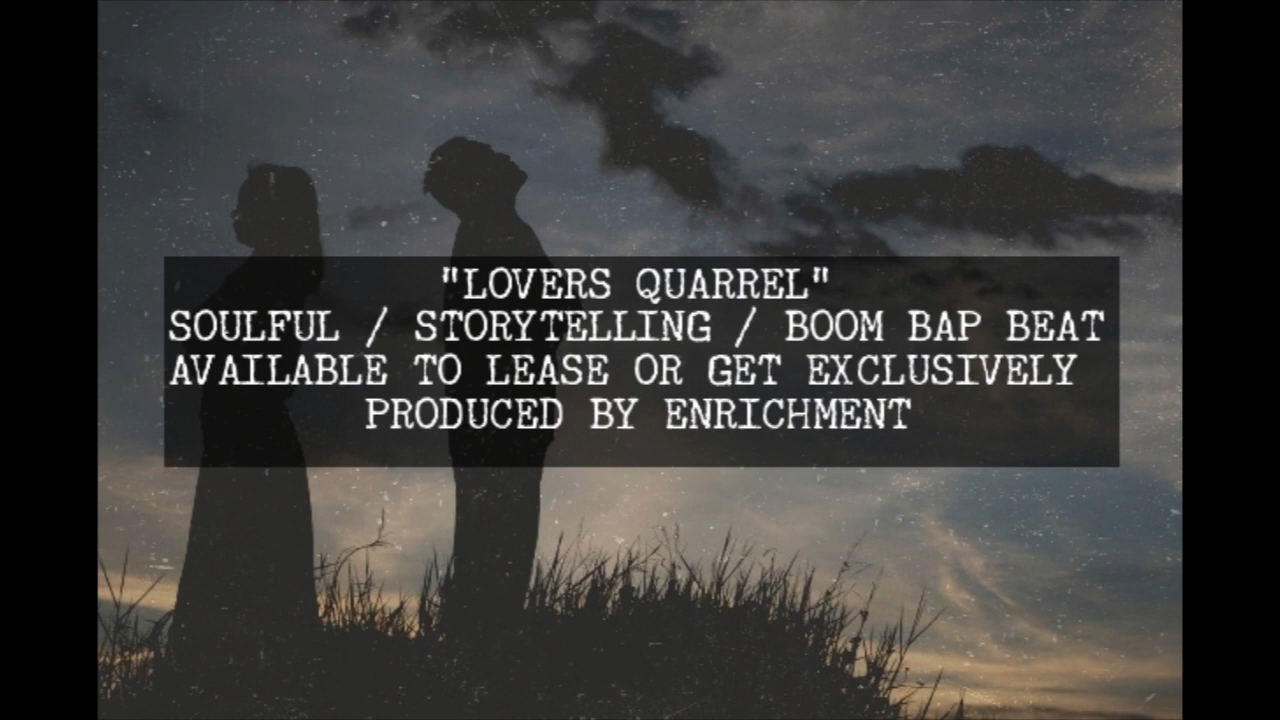 "LOVERS QUARREL"
SOULFUL / STORYTELLING / BOOM BAP BEAT
AVAILABLE TO LEASE OR GET EXCLUSIVELY
PRODUCED BY ENRICHMENT